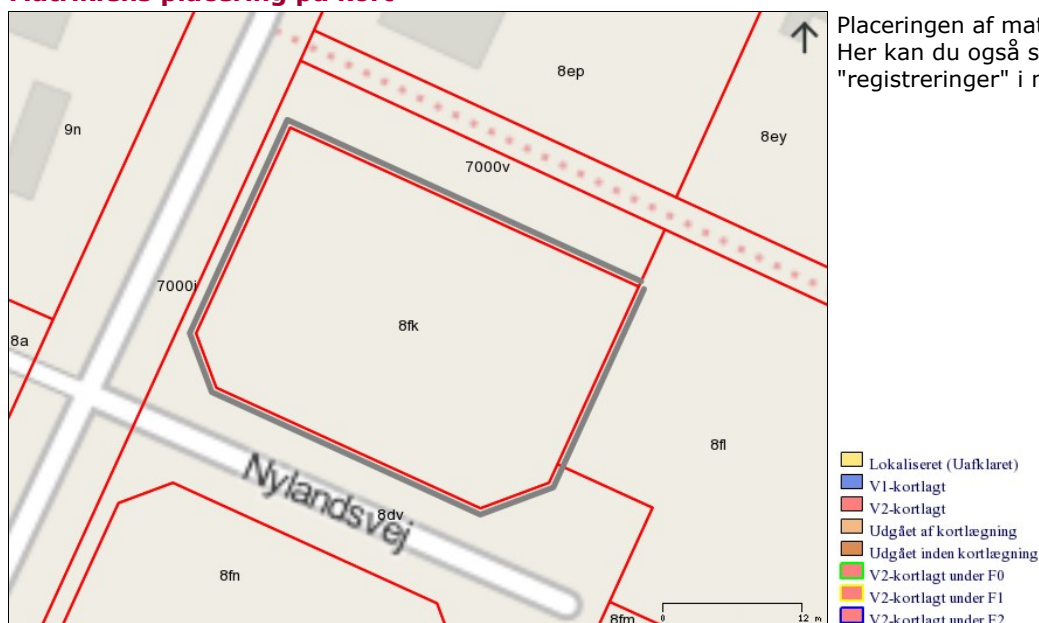 Placeringen af mat
Her kan du også s
"registreringer" i r
8ep
9n
8ey
7000v
7000i
8fk
8a
8fl
Nylandsvej
8dv
8fn
8fm
0
12 m
Lokaliseret (Uafklaret)
V1-kortlagt
V2-kortlagt
Udgået af kortlægning
Udgået inden kortlægning
V2-kortlagt under F0
V2-kortlagt under F1
V2-kortlagt under F2